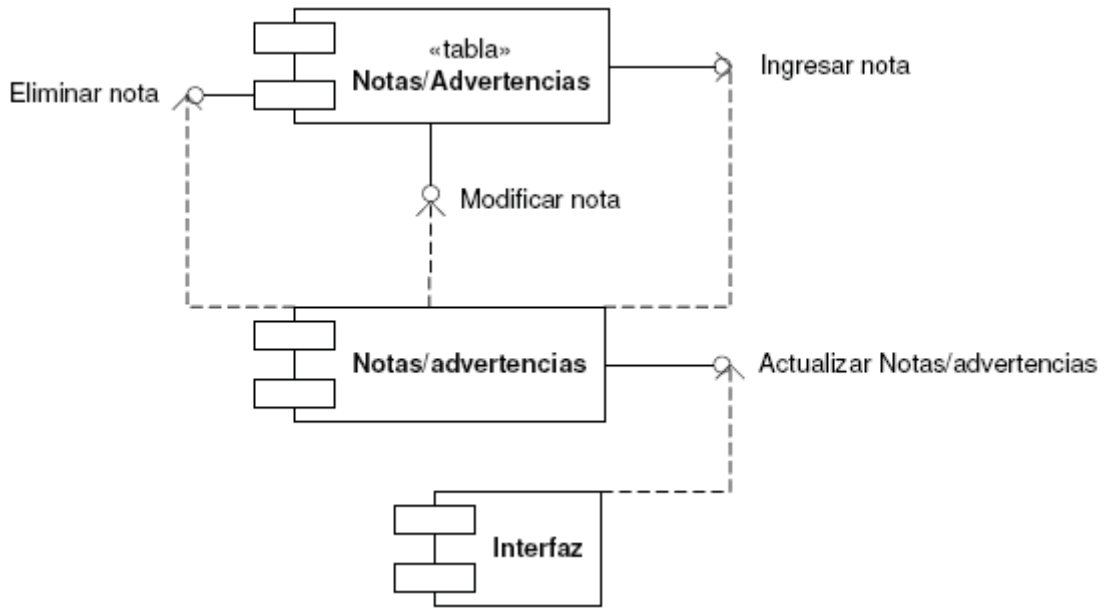 «tabla»
Notas/Advertencias
Ingresar nota
Eliminar nota
Modificar nota
Notas/advertencias
Actualizar Notas/advertencias
Interfaz